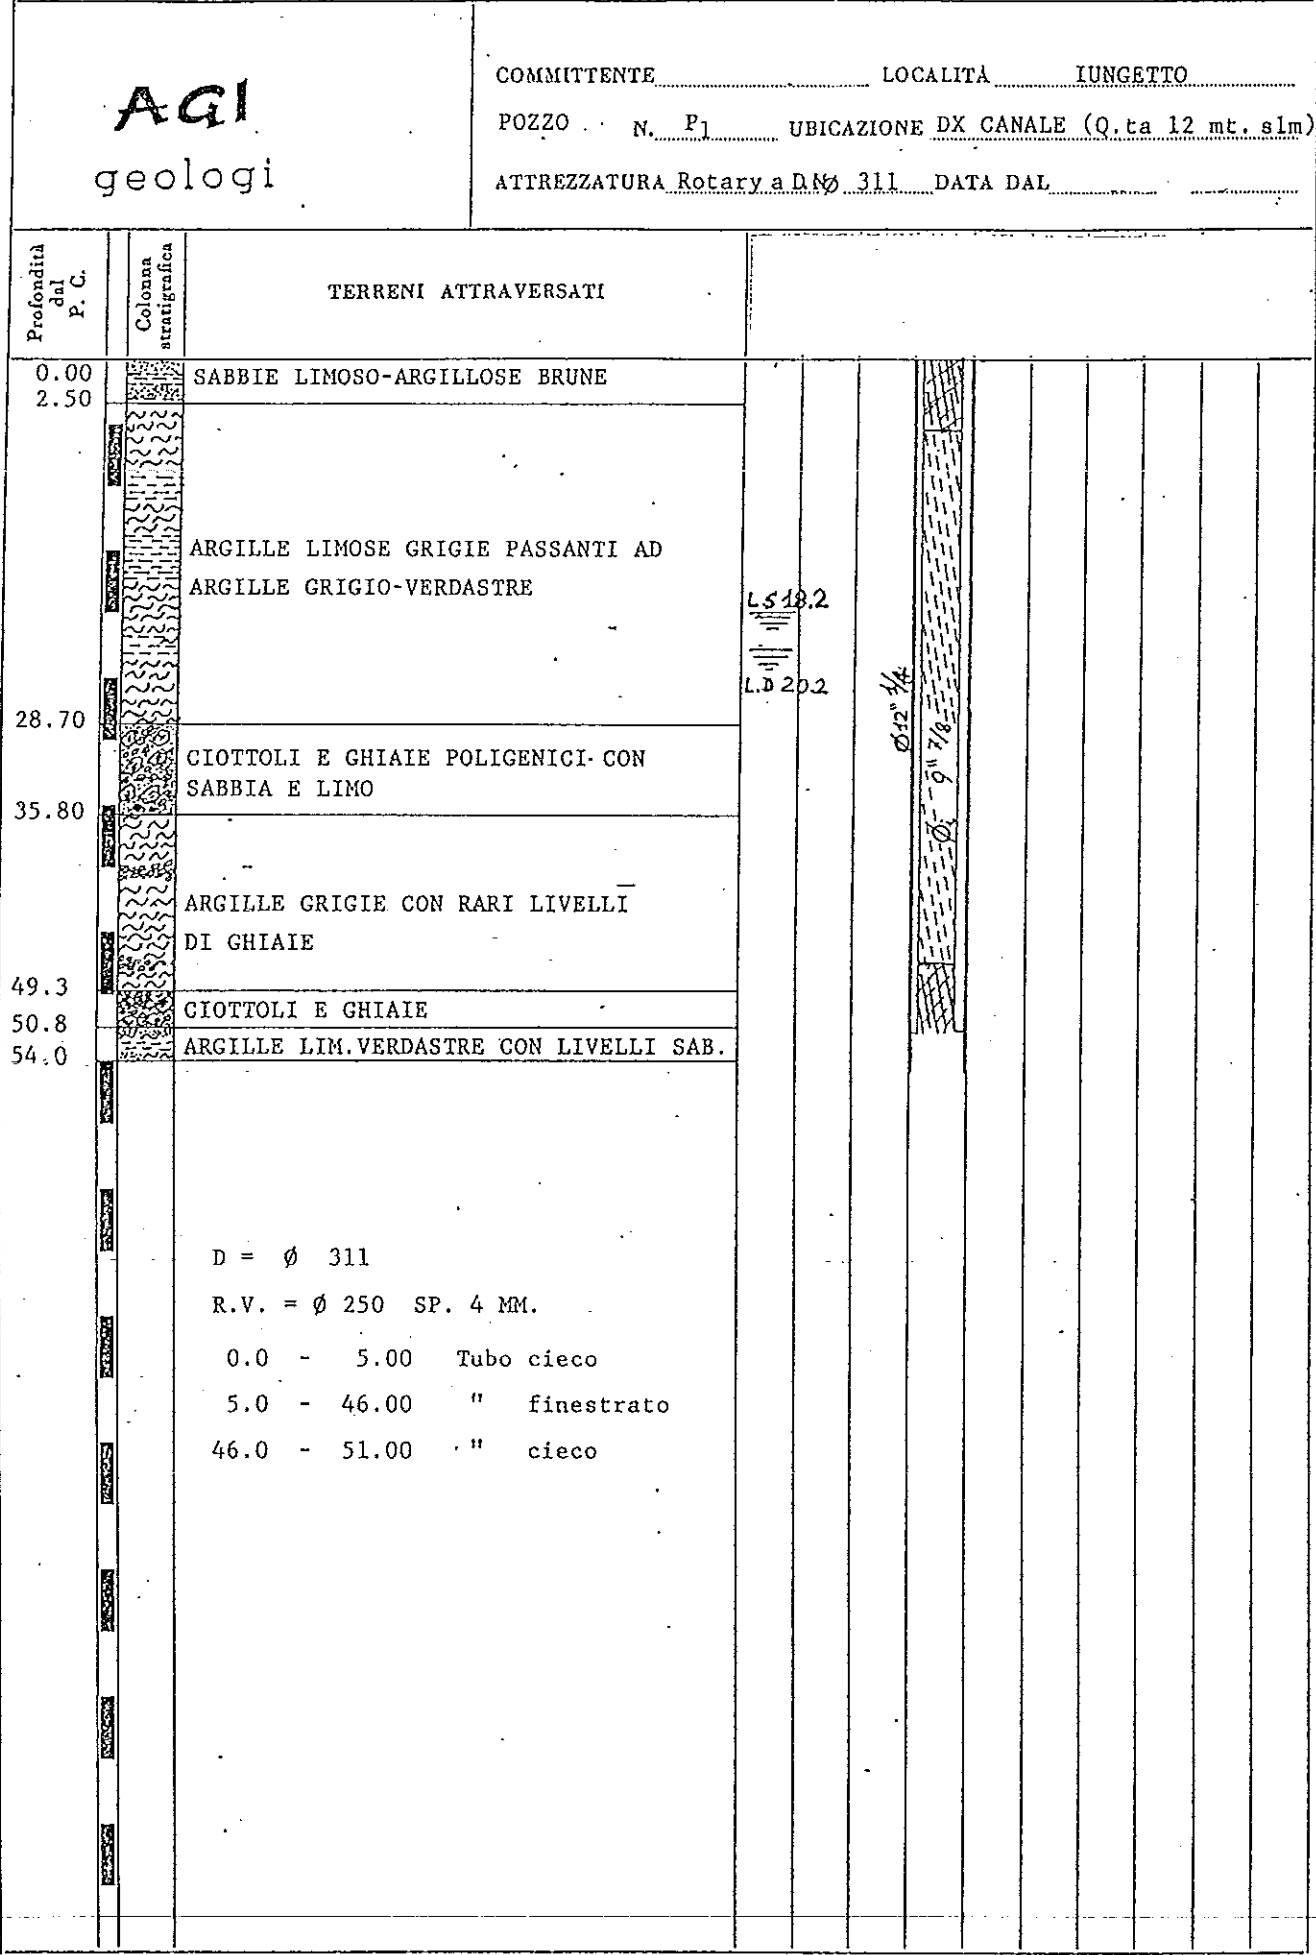 AGI
geologi
COMMITTENTE LOCALITÀ IUNGETTO
POZZO N. P1 UBICAZIONE DX CANALE (Q.ta 12 mt. slm)
ATTREZZATURA Rotary a D.N∅ 311 DATA DAL
Profondità dal P. C.
Colonna stratigrafica
TERRENI ATTRAVERSATI
0.00
SABBIE LIMOSO-ARGILLOSE BRUNE
2.50
ARGILLE LIMOSE GRIGIE PASSANTI AD
ARGILLE GRIGIO-VERDASTRE
L.S 18.2
L.D 20.2
Ø12" 1/4
Ø. 9" 7/8
28.70
CIOTTOLI E GHIAIE POLIGENICI CON
SABBIA E LIMO
35.80
ARGILLE GRIGIE CON RARI LIVELLI
DI GHIAIE
49.3
CIOTTOLI E GHIAIE
50.8
ARGILLE LIM.VERDASTRE CON LIVELLI SAB.
54.0
D = Ø 311
R.V. = Ø 250 SP. 4 MM.
0.0 - 5.00 Tubo cieco
5.0 - 46.00 " finestrato
46.0 - 51.00 " cieco